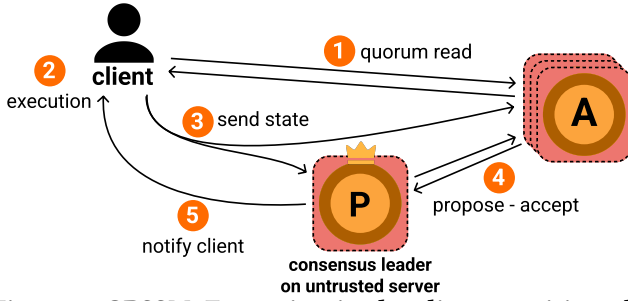 1 quorum read
client
2
execution
3 send state
A
P
4
propose - accept
5
notify client
consensus leader
on untrusted server